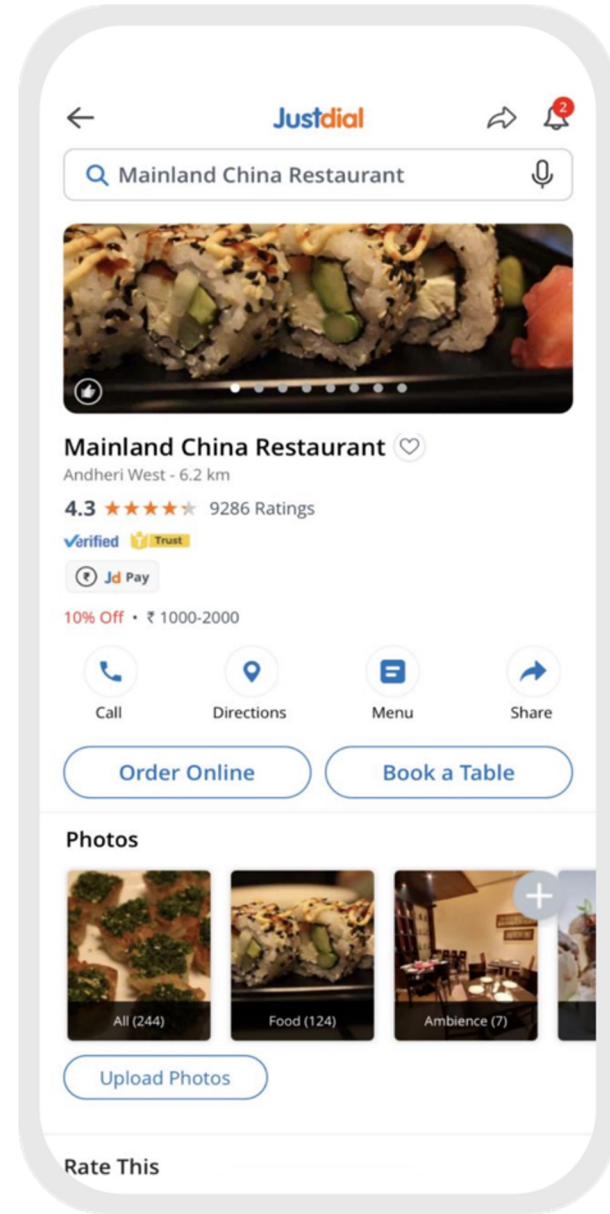 Justdial
2
Mainland China Restaurant
Mainland China Restaurant
Andheri West - 6.2 km
4.3 9286 Ratings
Verified T Trust
₹ Jd Pay
10% Off • ₹ 1000-2000
Call Directions Menu Share
Order Online Book a Table
Photos
All (244) Food (124) Ambience (7)
Upload Photos
Rate This